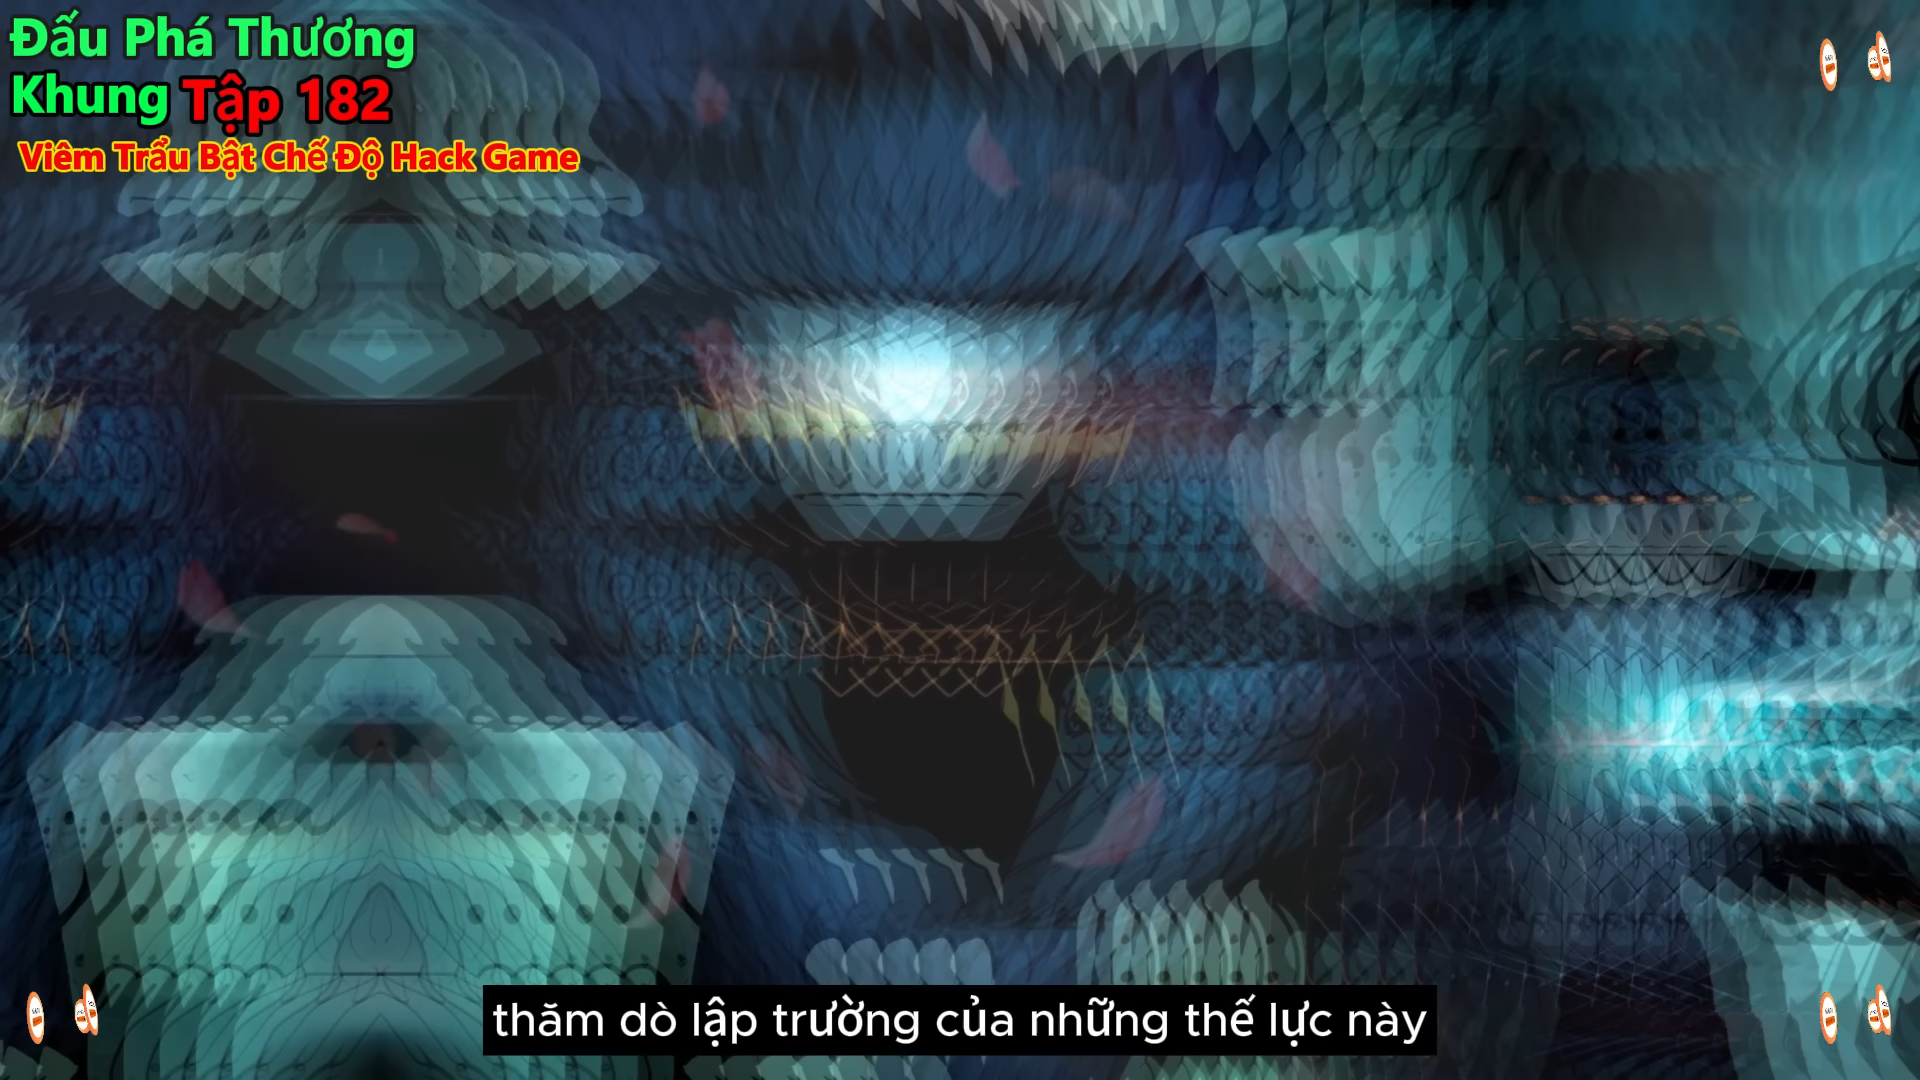 Đấu Phá Thương
Khung Tập 182
Viêm Trẩu Bật Chế Độ Hack Game
thăm dò lập trường của những thế lực này